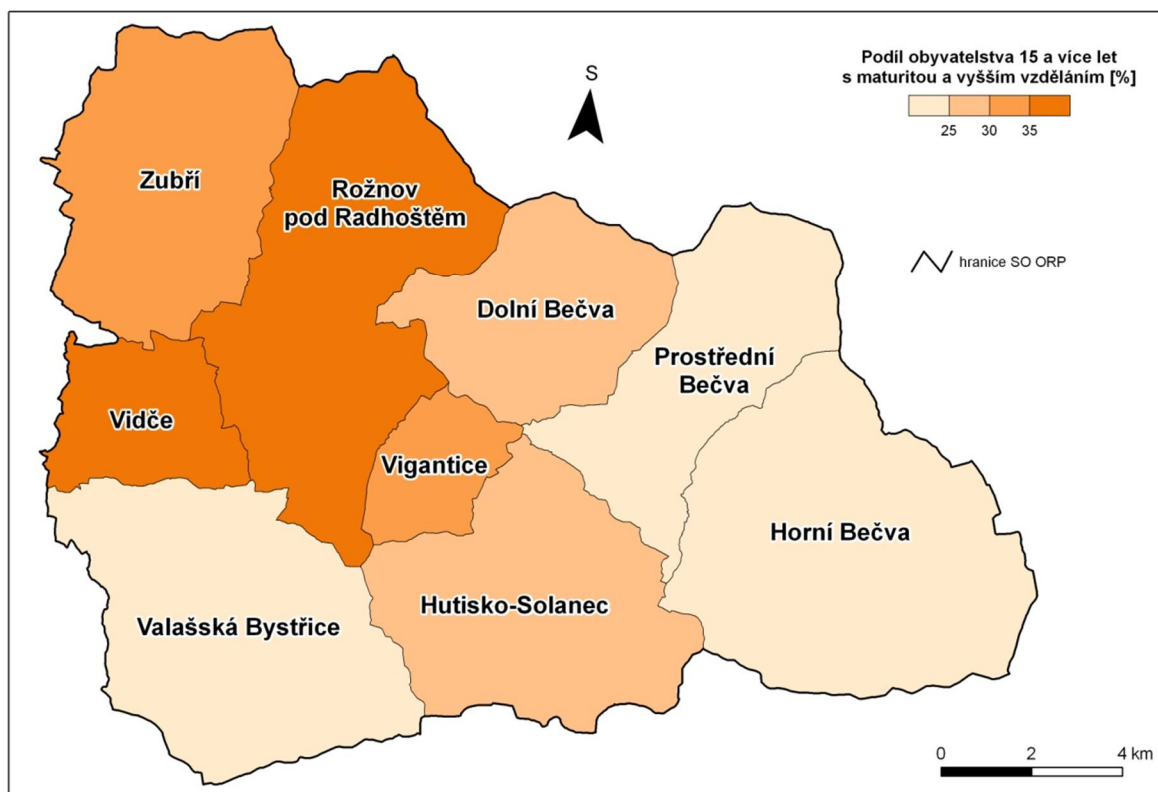 Podíl obyvatelstva 15 a více let
s maturitou a vyšším vzděláním [%]
25 30 35
S
Zubří
Rožnov
pod Radhoštěm
hranice SO ORP
Dolní Bečva
Prostřední
Bečva
Vidče
Vigantice
Horní Bečva
Hutisko-Solanec
Valašská Bystřice
0 2 4 km